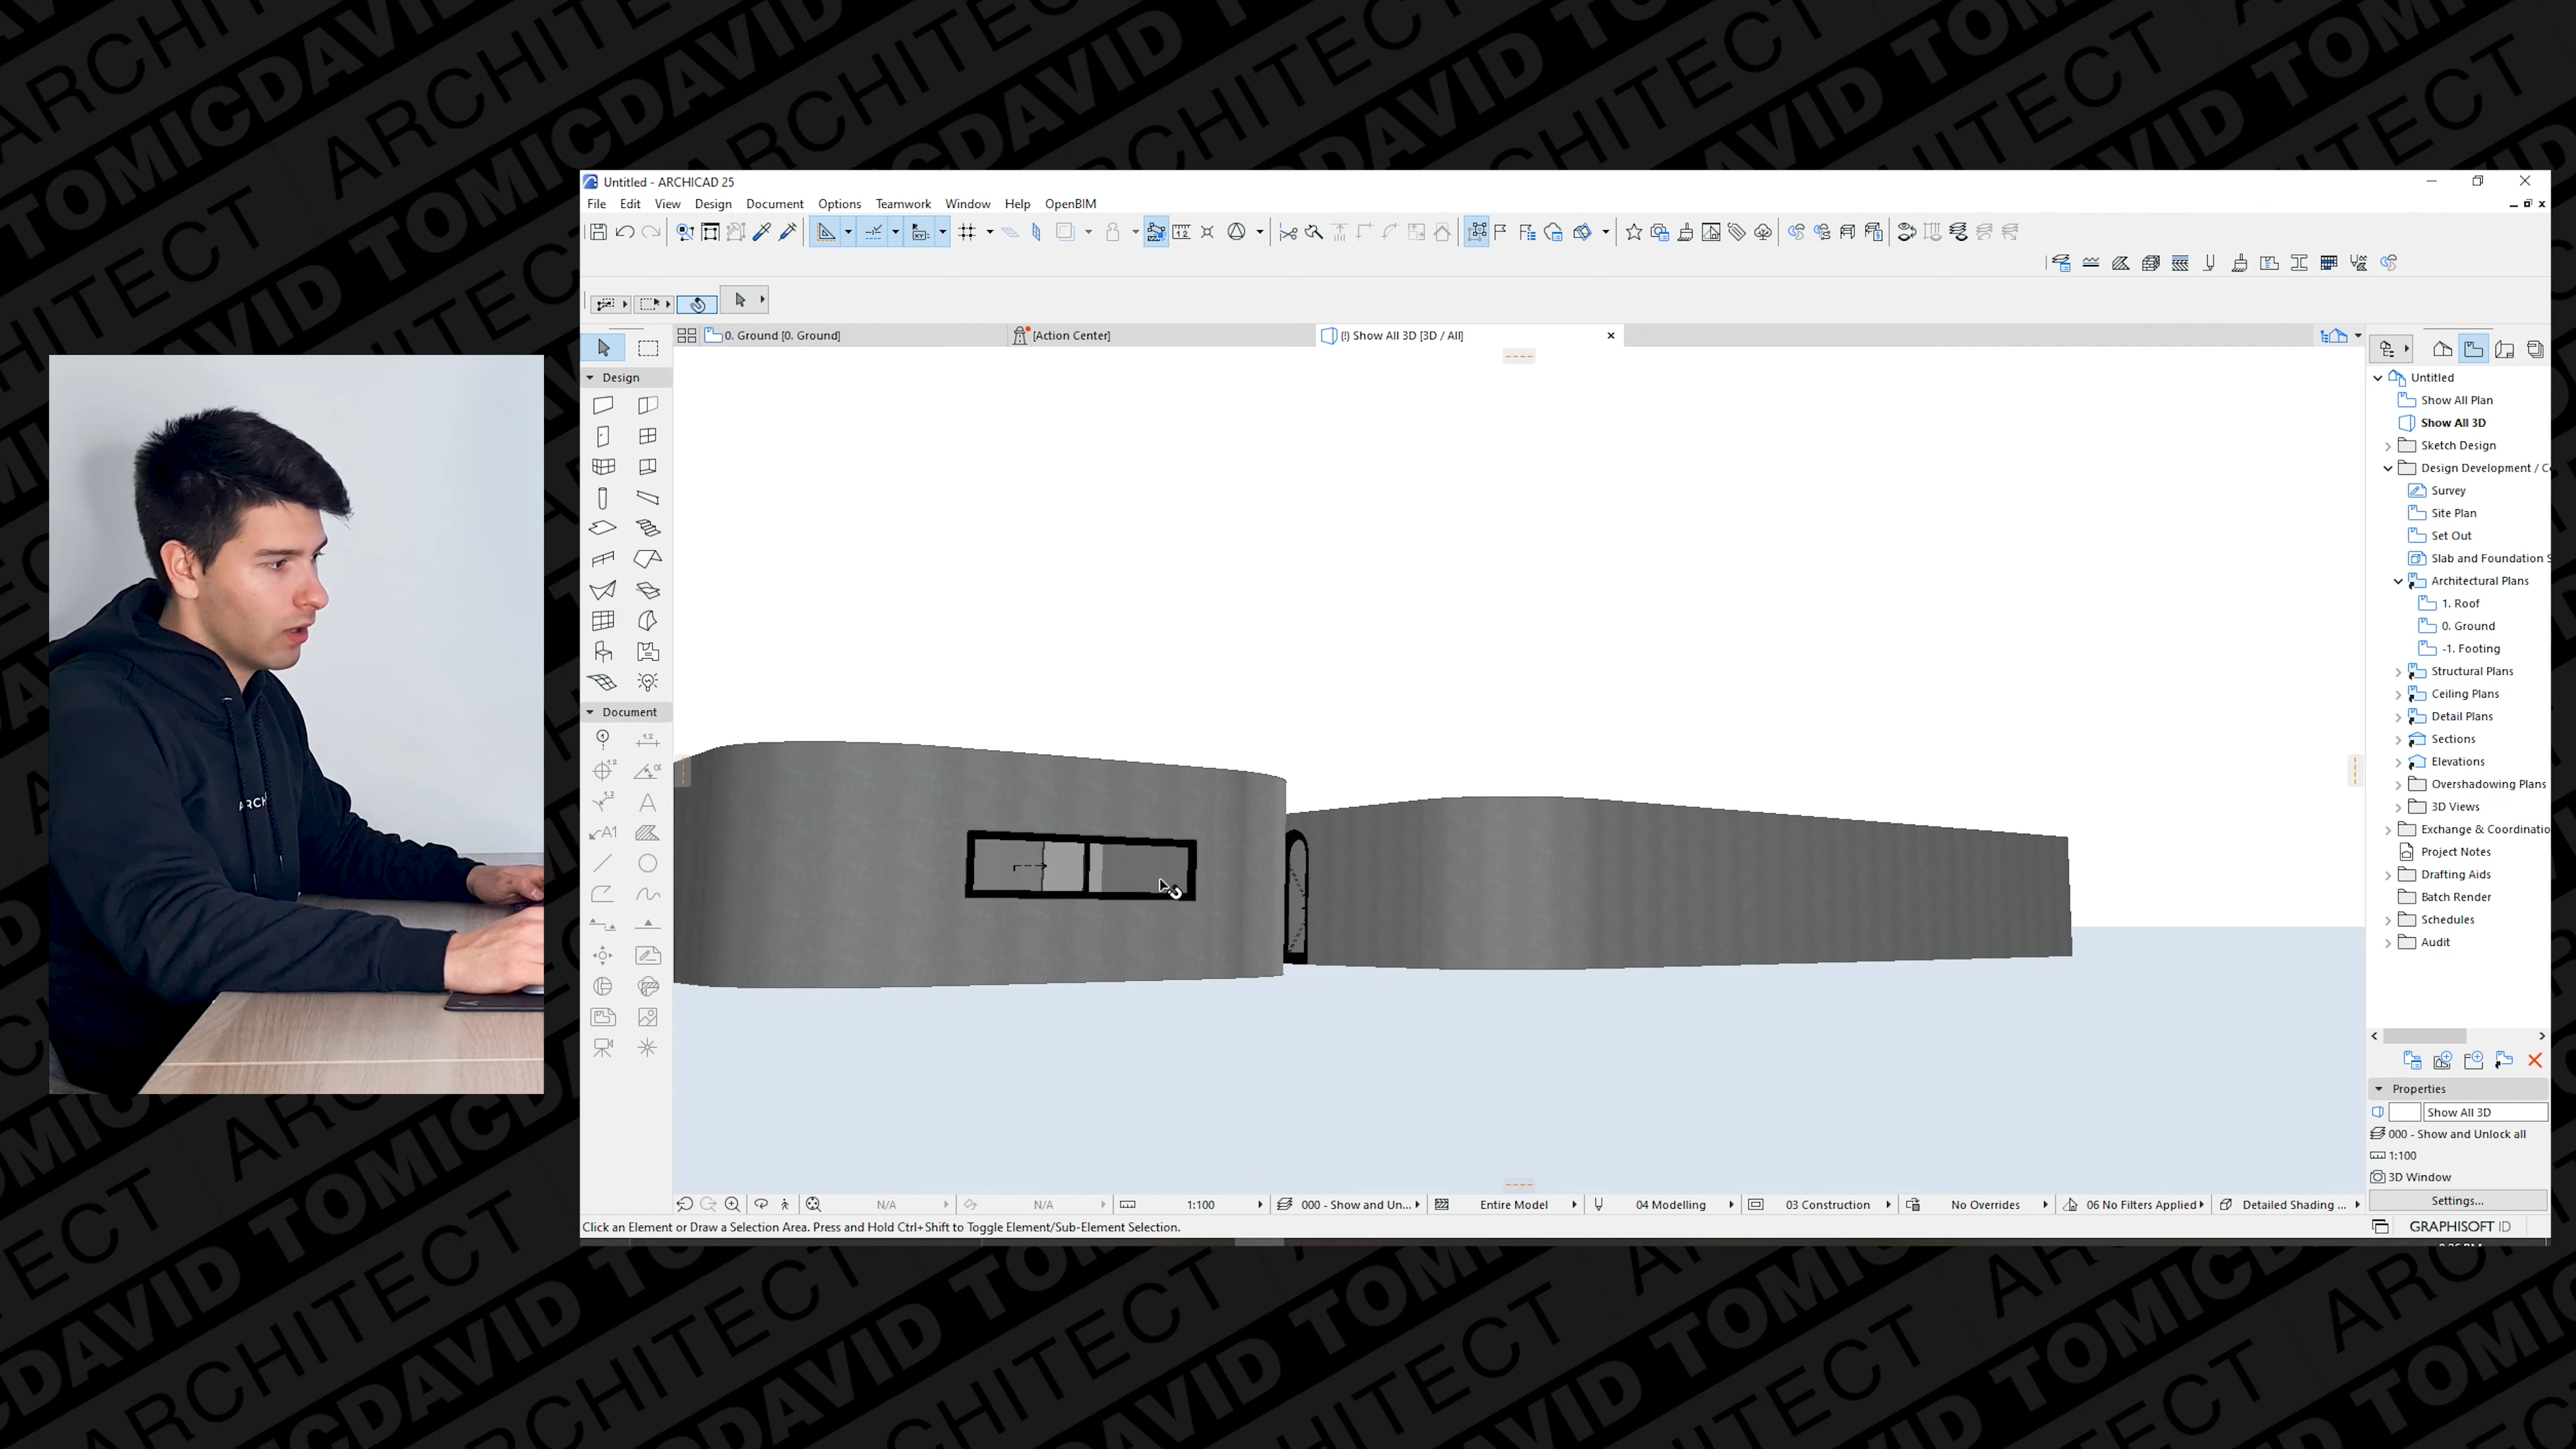 ARCHITECT DAVID TOMIC
Untitled - ARCHICAD 25
File Edit View Design Document Options Teamwork Window Help OpenBIM
0. Ground [0. Ground]
[Action Center]
(!) Show All 3D [3D / All]
Design
Document
ARCH
Untitled
Show All Plan
Show All 3D
Sketch Design
Design Development / C
Survey
Site Plan
Set Out
Slab and Foundation S
Architectural Plans
1. Roof
0. Ground
-1. Footing
Structural Plans
Ceiling Plans
Detail Plans
Sections
Elevations
Overshadowing Plans
3D Views
Exchange & Coordinatio
Project Notes
Drafting Aids
Batch Render
Schedules
Audit
Properties
Show All 3D
000 - Show and Unlock all
1:100
3D Window
Settings...
N/A N/A 1:100 000 - Show and Un... Entire Model 04 Modelling 03 Construction No Overrides 06 No Filters Applied Detailed Shading ...
Click an Element or Draw a Selection Area. Press and Hold Ctrl+Shift to Toggle Element/Sub-Element Selection.
GRAPHISOFT ID